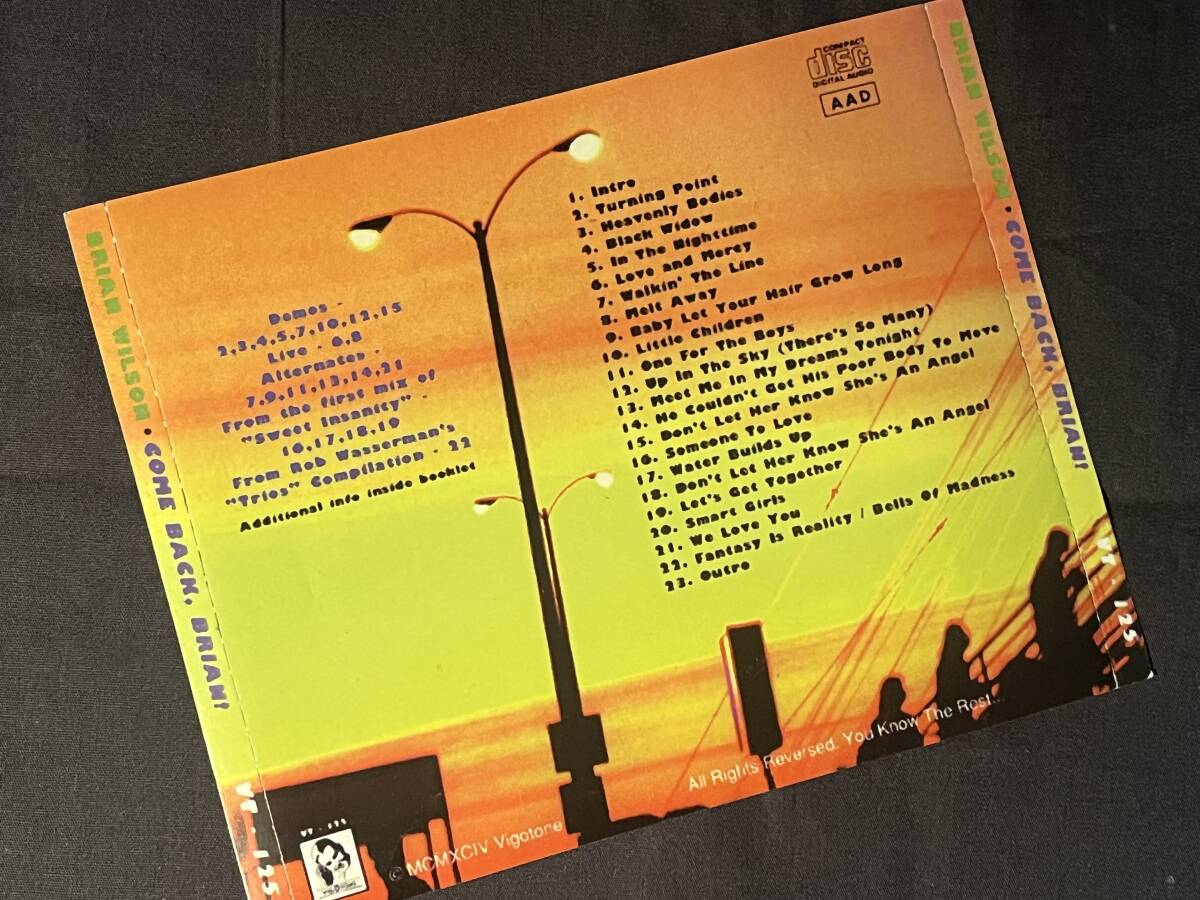 BRIAN WILSON • COME BACK, BRIAN!
VT - 125
COMPACT
disc
DIGITAL AUDIO
AAD
1. Intro
2. Turning Point
3. Heavenly Bodies
4. Black Widow
5. In The Nighttime
6. Love and Mercy
7. Walkin' The Line
8. Melt Away
9. Baby Let Your Hair Grow Long
10. Little Children
11. One For The Boys
12. Up In The Sky (There's So Many)
13. Meet Me In My Dreams Tonight
14. He Couldn't Get His Poor Body To Move
15. Don't Let Her Know She's An Angel
16. Someone To Love
17. Water Builds Up
18. Don't Let Her Know She's An Angel
19. Let's Get Together
20. Smart Girls
21. We Love You
22. Fantasy Is Reality / Bells Of Madness
23. Outro
Demos -
2,3,4,5,7,10,12,15
Live - 6,8
Alternates -
7,9,11,13,14,21
From the first mix of
"Sweet Insanity" -
16,17,18,19
From Rob Wasserman's
"Trios" Compilation - 22
Additional info inside booklet
VT - 125
© MCMXCIV Vigotone
All Rights Reversed. You Know The Rest...
BRIAN WILSON • COME BACK, BRIAN!
VT - 125